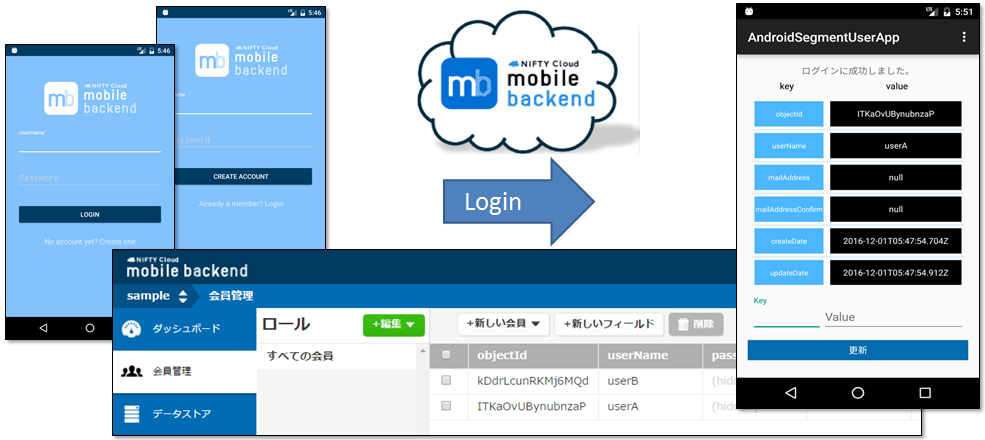 5:46
NIFTY Cloud
mobile
backend
Username
Password
LOGIN
No account yet? Create one
5:46
NIFTY Cloud
mobile
backend
CREATE ACCOUNT
Already a member? Login
mb
NIFTY Cloud
mobile
backend
Login
LTE 5:51
AndroidSegmentUserApp
ログインに成功しました。
key value
objectId ITKaOvUBynubnzaP
userName userA
mailAddress null
mailAddressConfirm null
createDate 2016-12-01T05:47:54.704Z
updateDate 2016-12-01T05:47:54.912Z
Key
Value
更新
NIFTY Cloud
mobile backend
sample 会員管理
ダッシュボード
会員管理
データストア
ロール +編集
すべての会員
+新しい会員 +新しいフィールド 削除
objectId userName pas
kDdrLcunRKMj6MQd userB (hid
ITKaOvUBynubnzaP userA